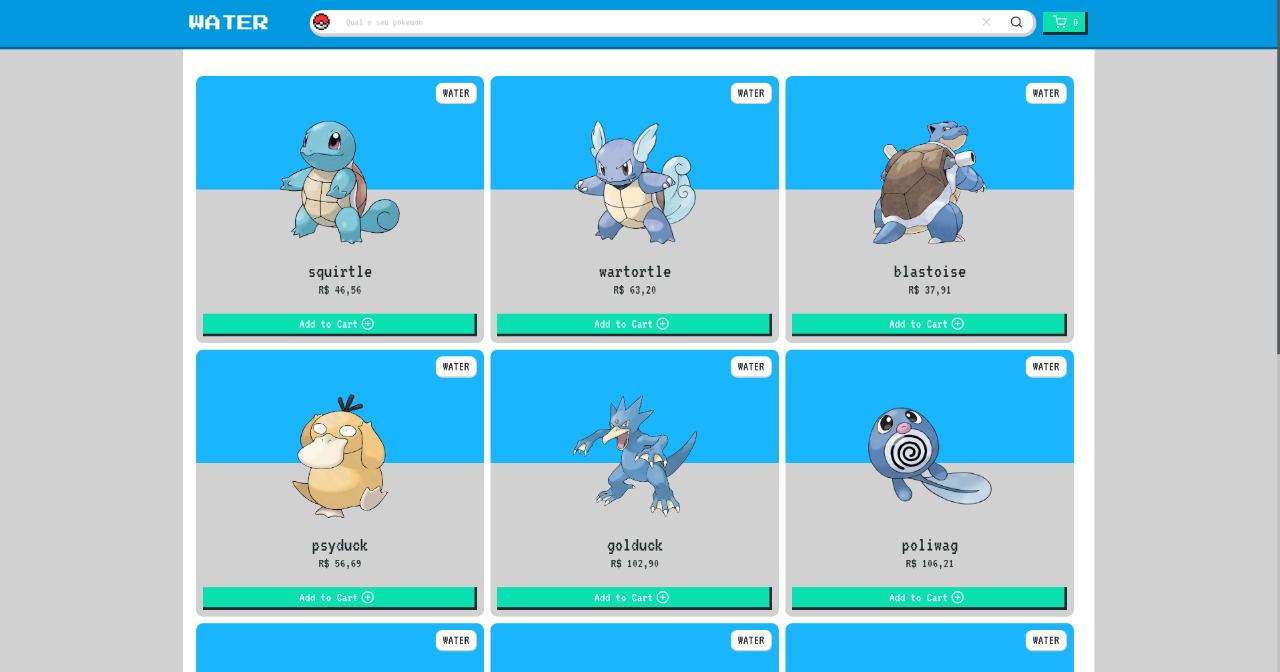 WATER
Qual o seu pokemon
0
WATER
WATER
WATER
squirtle
wartortle
blastoise
R$ 46,56
R$ 63,20
R$ 37,91
Add to Cart
Add to Cart
Add to Cart
WATER
WATER
WATER
psyduck
golduck
poliwag
R$ 56,69
R$ 102,90
R$ 106,21
Add to Cart
Add to Cart
Add to Cart
WATER
WATER
WATER